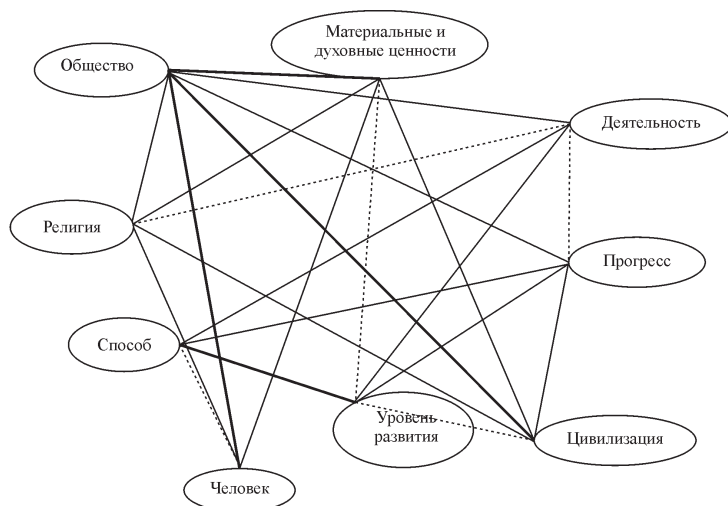 Материальные и
духовные ценности
Общество
Деятельность
Религия
Прогресс
Способ
Уровень
развития
Цивилизация
Человек